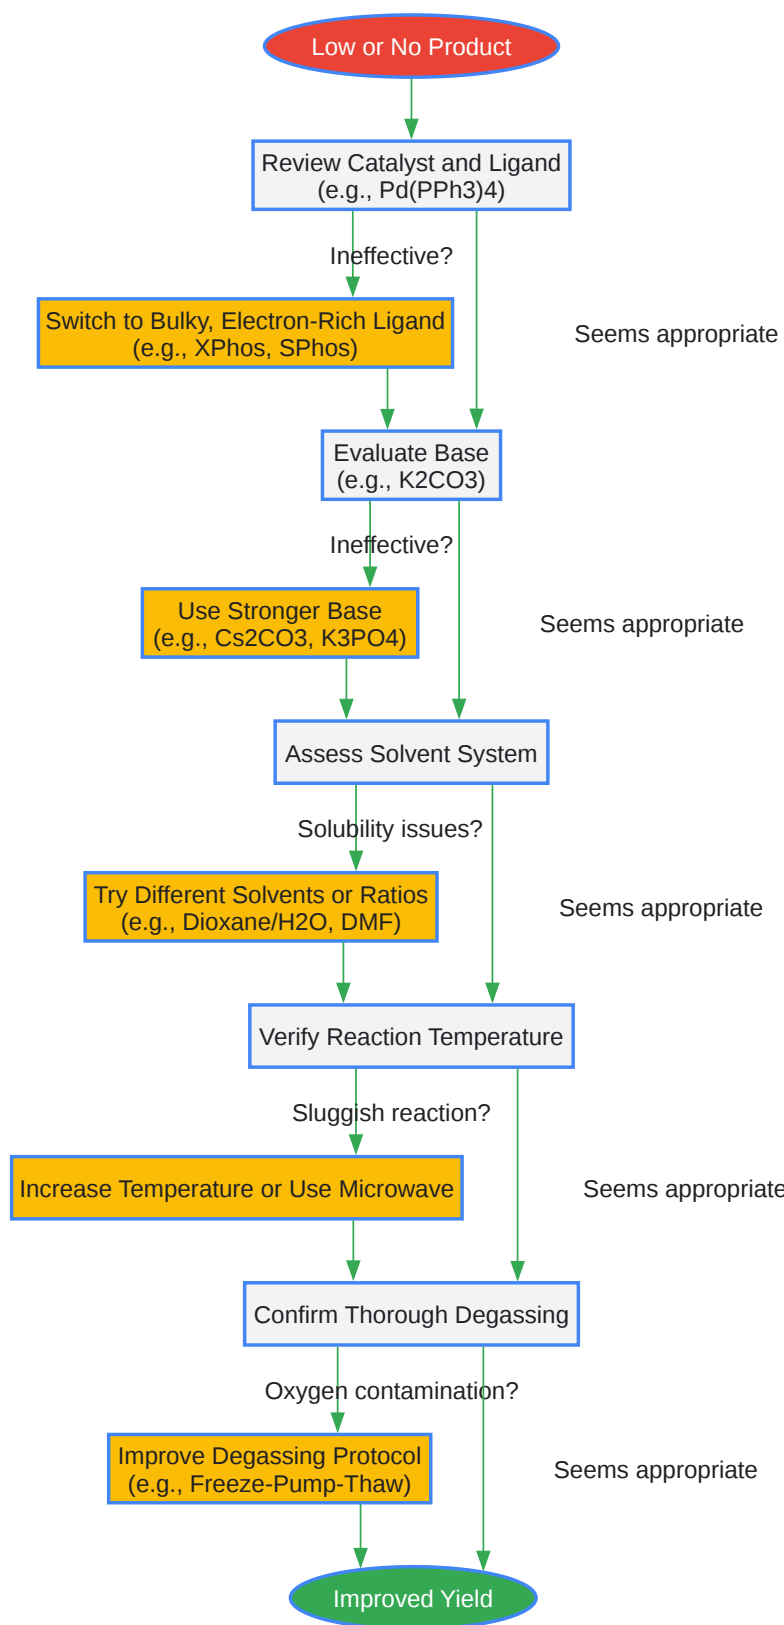 Low or No Product
Review Catalyst and Ligand
(e.g., Pd(PPh3)4)
Ineffective?
Switch to Bulky, Electron-Rich Ligand
(e.g., XPhos, SPhos)
Seems appropriate
Evaluate Base
(e.g., K2CO3)
Ineffective?
Use Stronger Base
(e.g., Cs2CO3, K3PO4)
Seems appropriate
Assess Solvent System
Solubility issues?
Try Different Solvents or Ratios
(e.g., Dioxane/H2O, DMF)
Seems appropriate
Verify Reaction Temperature
Sluggish reaction?
Increase Temperature or Use Microwave
Seems appropriate
Confirm Thorough Degassing
Oxygen contamination?
Improve Degassing Protocol
(e.g., Freeze-Pump-Thaw)
Seems appropriate
Improved Yield